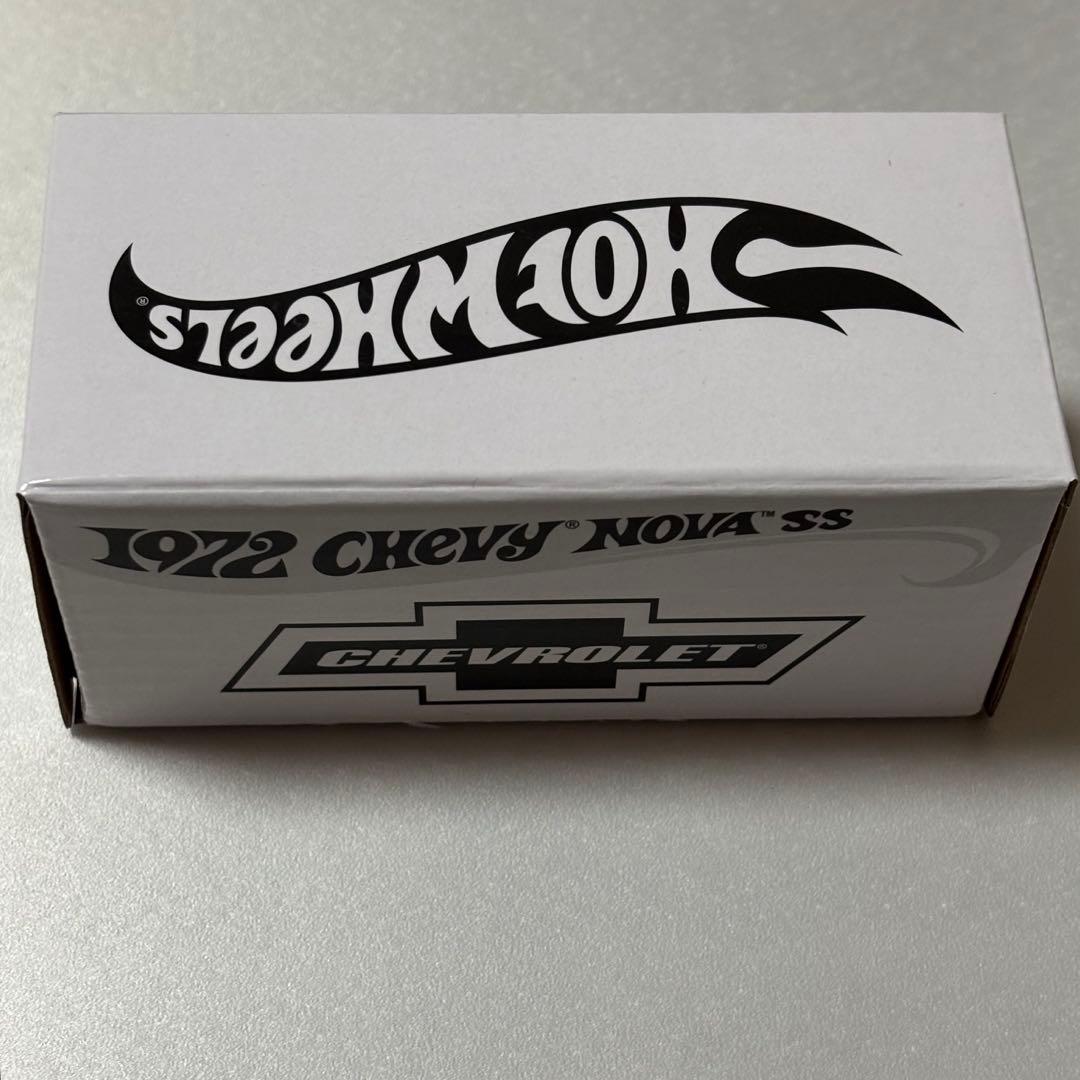 HOT WHEELS®
1972 CHEVY® NOVA™ SS
CHEVROLET®